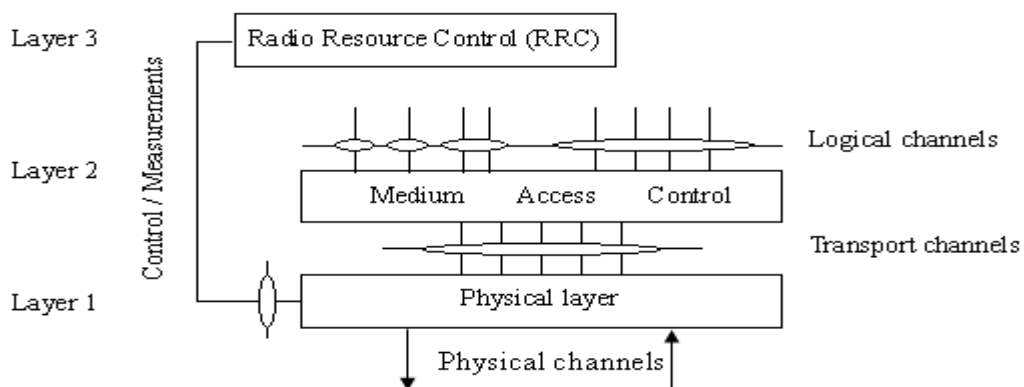 Layer 3
Radio Resource Control (RRC)
Control / Measurements
Logical channels
Layer 2
Medium Access Control
Transport channels
Layer 1
Physical layer
Physical channels